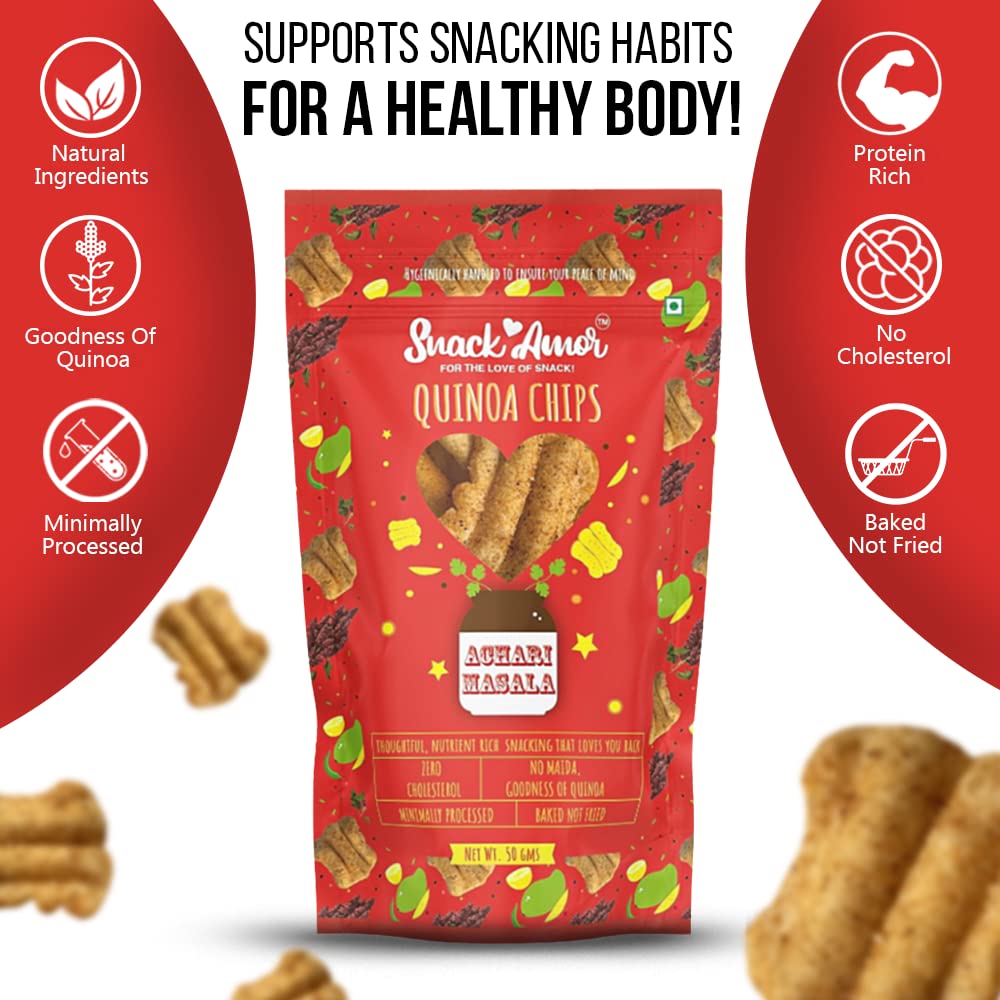 SUPPORTS SNACKING HABITS
FOR A HEALTHY BODY!
Natural
Ingredients
Goodness Of
Quinoa
Minimally
Processed
Protein
Rich
No
Cholesterol
Baked
Not Fried
HYGIENICALLY HANDLED TO ENSURE YOUR PEACE OF MIND
Snack Amor™
FOR THE LOVE OF SNACK!
QUINOA CHIPS
ACHARI
MASALA
THOUGHTFUL, NUTRIENT RICH SNACKING THAT LOVES YOU BACK
ZERO
CHOLESTEROL
NO MAIDA,
GOODNESS OF QUINOA
MINIMALLY PROCESSED
BAKED NOT FRIED
NET WT. 50 GMS